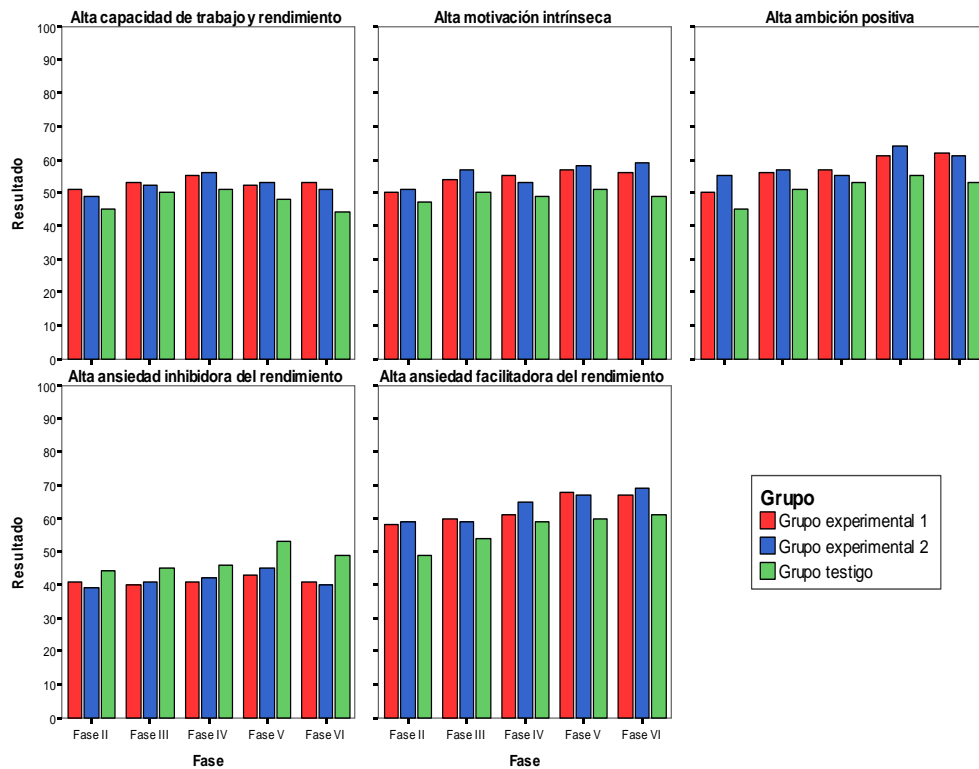 Alta capacidad de trabajo y rendimiento
Alta motivación intrínseca
Alta ambición positiva
100
90
80
70
60
50
40
30
20
10
0
Resultado
Alta ansiedad inhibidora del rendimiento
Alta ansiedad facilitadora del rendimiento
100
90
80
70
60
50
40
30
20
10
0
Resultado
Fase II Fase III Fase IV Fase V Fase VI
Fase
Fase II Fase III Fase IV Fase V Fase VI
Fase
Grupo
Grupo experimental 1
Grupo experimental 2
Grupo testigo